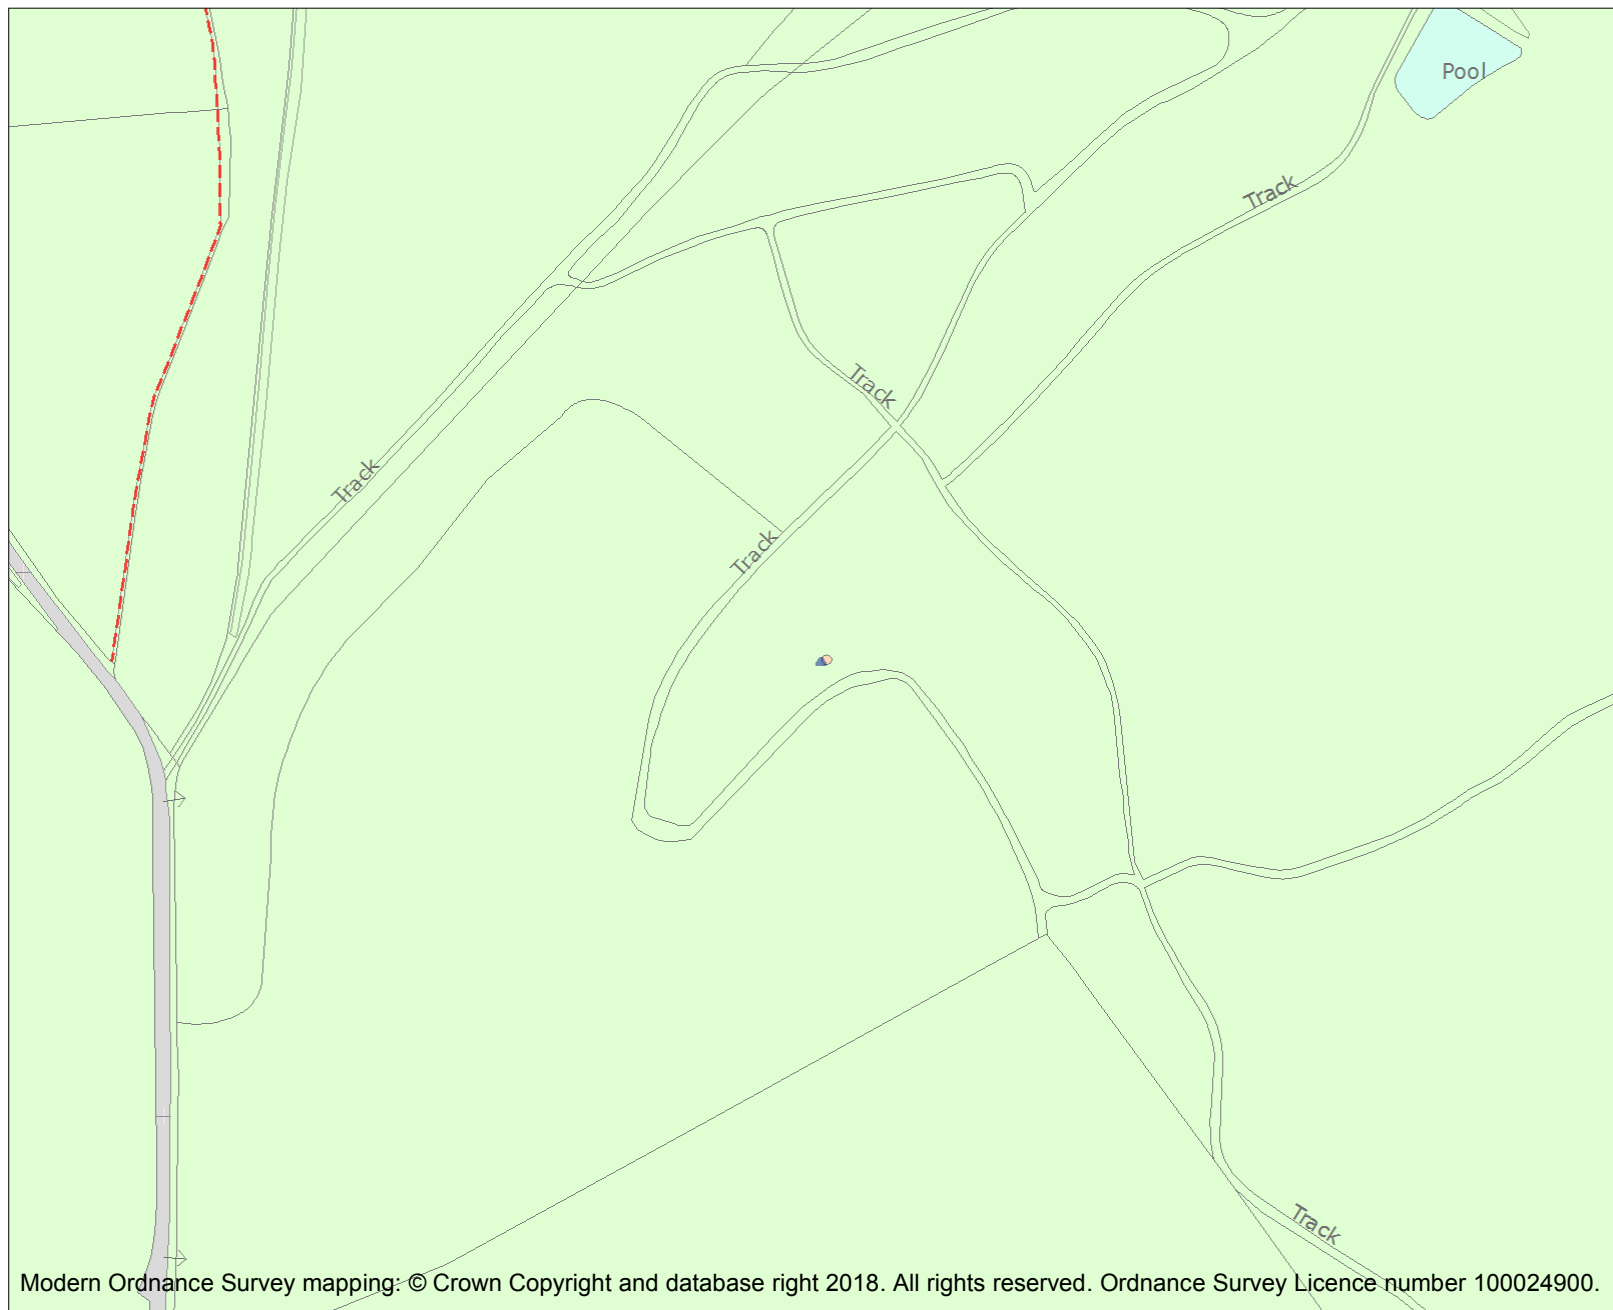 Pool
Track
Track
Track
Track
Track
Modern Ordnance Survey mapping: © Crown Copyright and database right 2018. All rights reserved. Ordnance Survey Licence number 100024900.